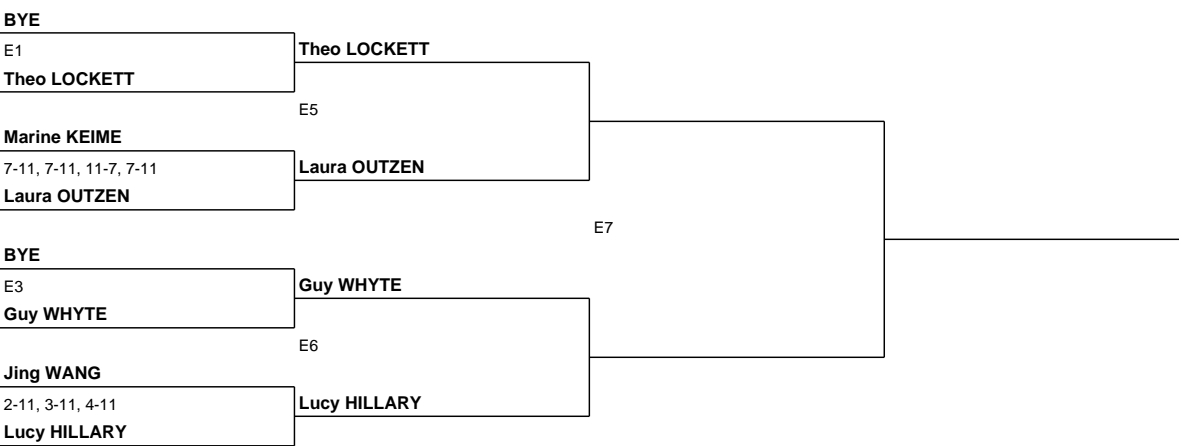 BYE
E1
Theo LOCKETT
Theo LOCKETT
E5
Marine KEIME
7-11, 7-11, 11-7, 7-11
Laura OUTZEN
Laura OUTZEN
E7
BYE
E3
Guy WHYTE
Guy WHYTE
E6
Jing WANG
2-11, 3-11, 4-11
Lucy HILLARY
Lucy HILLARY